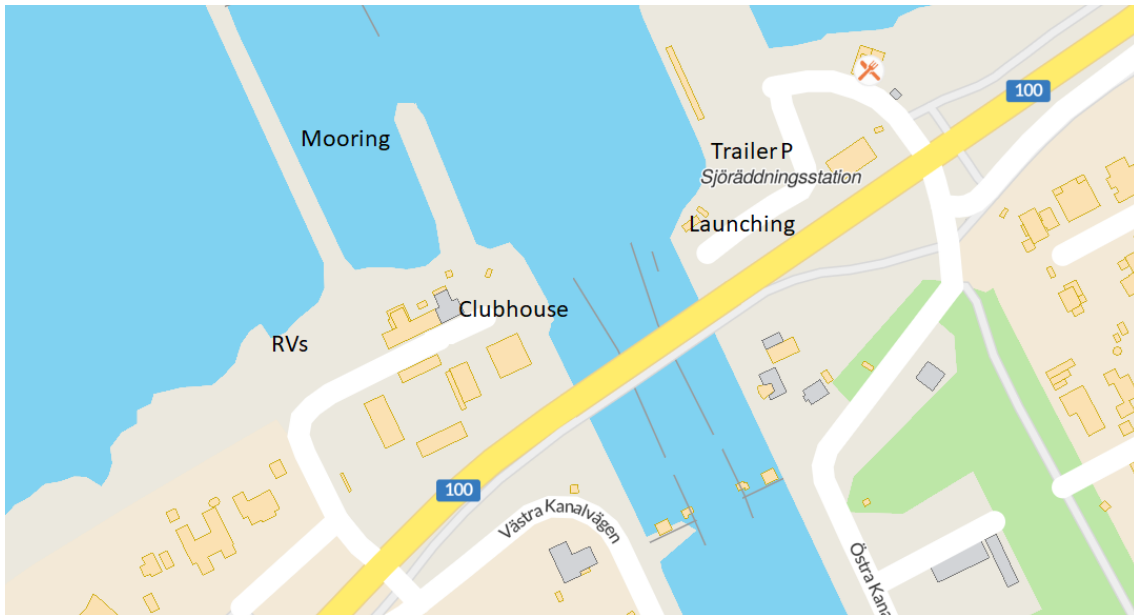 100
Mooring
Trailer P
Sjöräddningsstation
Launching
Clubhouse
RVs
100
Västra Kanalvägen
Östra Kana